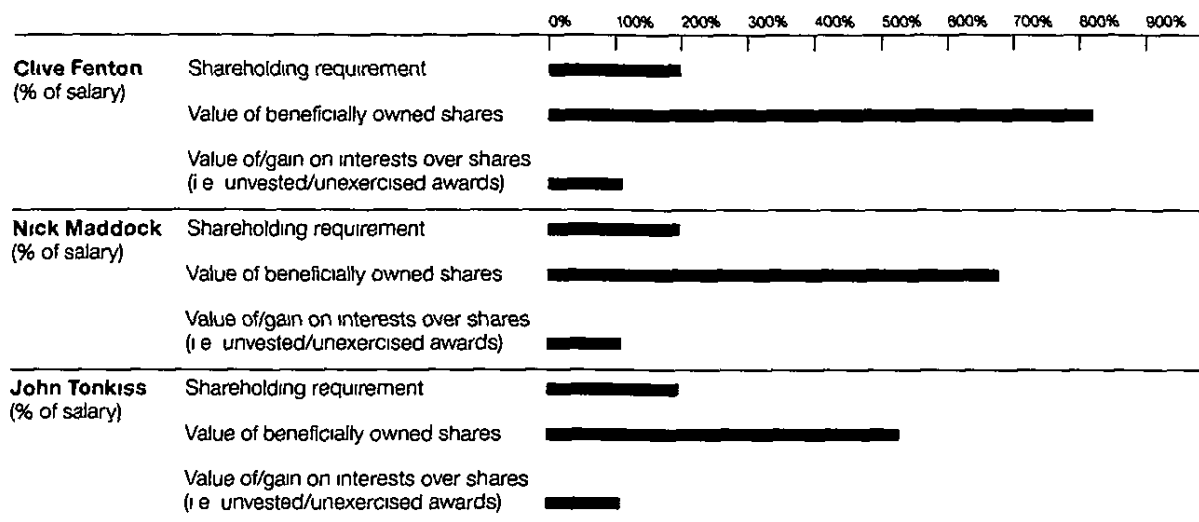 0% 100% 200% 300% 400% 500% 600% 700% 800% 900%
Clive Fenton Shareholding requirement
(% of salary)
Value of beneficially owned shares
Value of/gain on interests over shares
(i e unvested/unexercised awards)
Nick Maddock Shareholding requirement
(% of salary)
Value of beneficially owned shares
Value of/gain on interests over shares
(i e unvested/unexercised awards)
John Tonkiss Shareholding requirement
(% of salary)
Value of beneficially owned shares
Value of/gain on interests over shares
(i e unvested/unexercised awards)